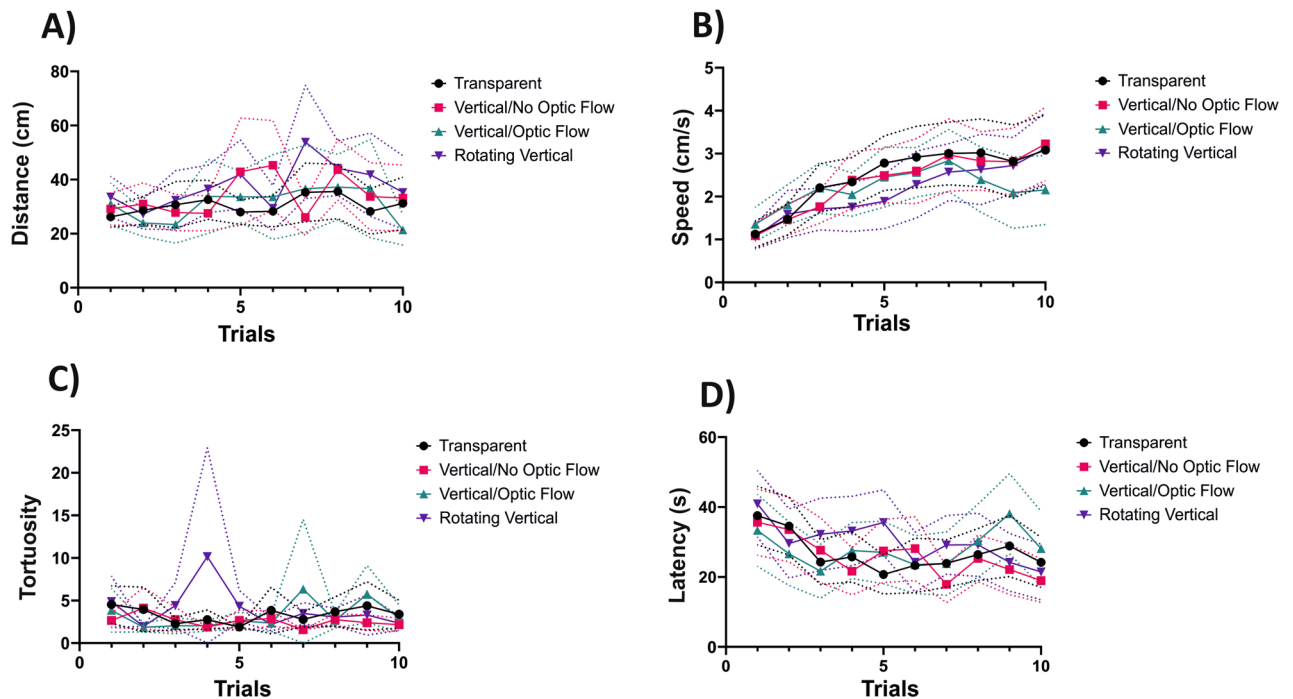 A)
80
60
40
20
0
Distance (cm)
0
5
10
Trials
Transparent
Vertical/No Optic Flow
Vertical/Optic Flow
Rotating Vertical
B)
5
4
3
2
1
0
Speed (cm/s)
0
5
10
Trials
Transparent
Vertical/No Optic Flow
Vertical/Optic Flow
Rotating Vertical
C)
25
20
15
10
5
0
Tortuosity
0
5
10
Trials
Transparent
Vertical/No Optic Flow
Vertical/Optic Flow
Rotating Vertical
D)
60
40
20
0
Latency (s)
0
5
10
Trials
Transparent
Vertical/No Optic Flow
Vertical/Optic Flow
Rotating Vertical